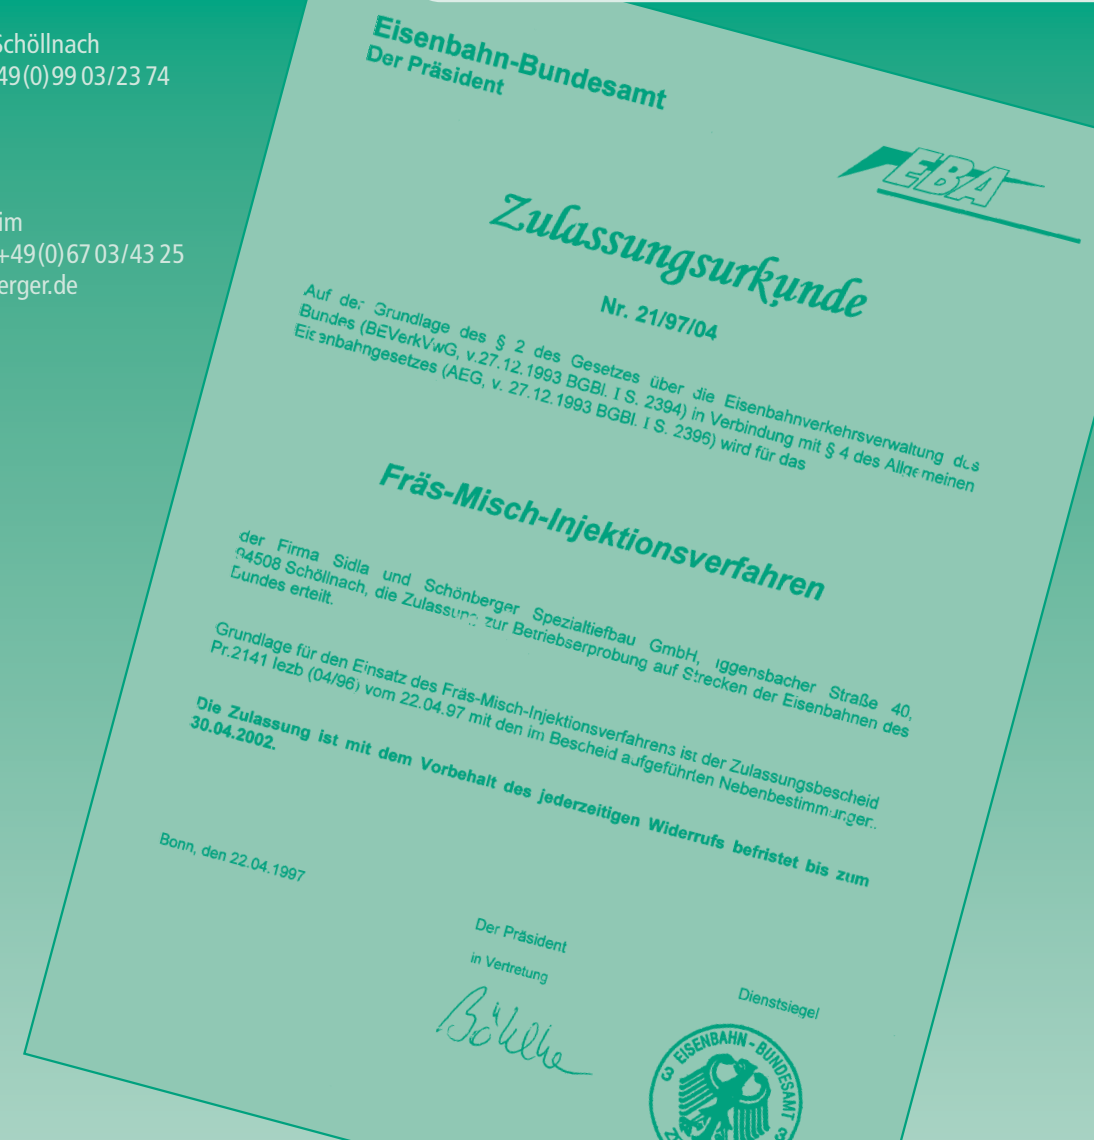 Schöllnach
49(0)99 03/23 74
im
+49(0)67 03/43 25
erger.de
Eisenbahn-Bundesamt
Der Präsident
EBA
Zulassungsurkunde
Nr. 21/97/04
Auf der Grundlage des § 2 des Gesetzes über die Eisenbahnverkehrsverwaltung des
Bundes (BEVerkVwG, v.27.12.1993 BGBl. I S. 2394) in Verbindung mit § 4 des Allgemeinen
Eisenbahngesetzes (AEG, v. 27.12.1993 BGBl. I S. 2396) wird für das
Fräs-Misch-Injektionsverfahren
der Firma Sidla und Schönberger Spezialtiefbau GmbH, Iggensbacher Straße 40,
94508 Schöllnach, die Zulassung zur Betriebserprobung auf Strecken der Eisenbahnen des
Bundes erteilt.
Grundlage für den Einsatz des Fräs-Misch-Injektionsverfahrens ist der Zulassungsbescheid
Pr.2141 Iezb (04/96) vom 22.04.97 mit den im Bescheid aufgeführten Nebenbestimmungen.
Die Zulassung ist mit dem Vorbehalt des jederzeitigen Widerrufs befristet bis zum
30.04.2002.
Bonn, den 22.04.1997
Der Präsident
in Vertretung
Dienstsiegel
EISENBAHN-BUNDESAMT